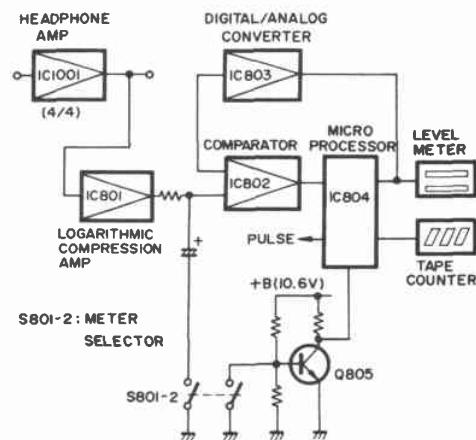 HEADPHONE
AMP
IC1001
(4/4)
DIGITAL/ANALOG
CONVERTER
IC803
COMPARATOR
IC802
MICRO
PROCESSOR
IC804
LEVEL
METER
IC801
LOGARITHMIC
COMPRESSION
AMP
PULSE
TAPE
COUNTER
+
+B(10.6V)
S801-2: METER
SELECTOR
Q805
S801-2